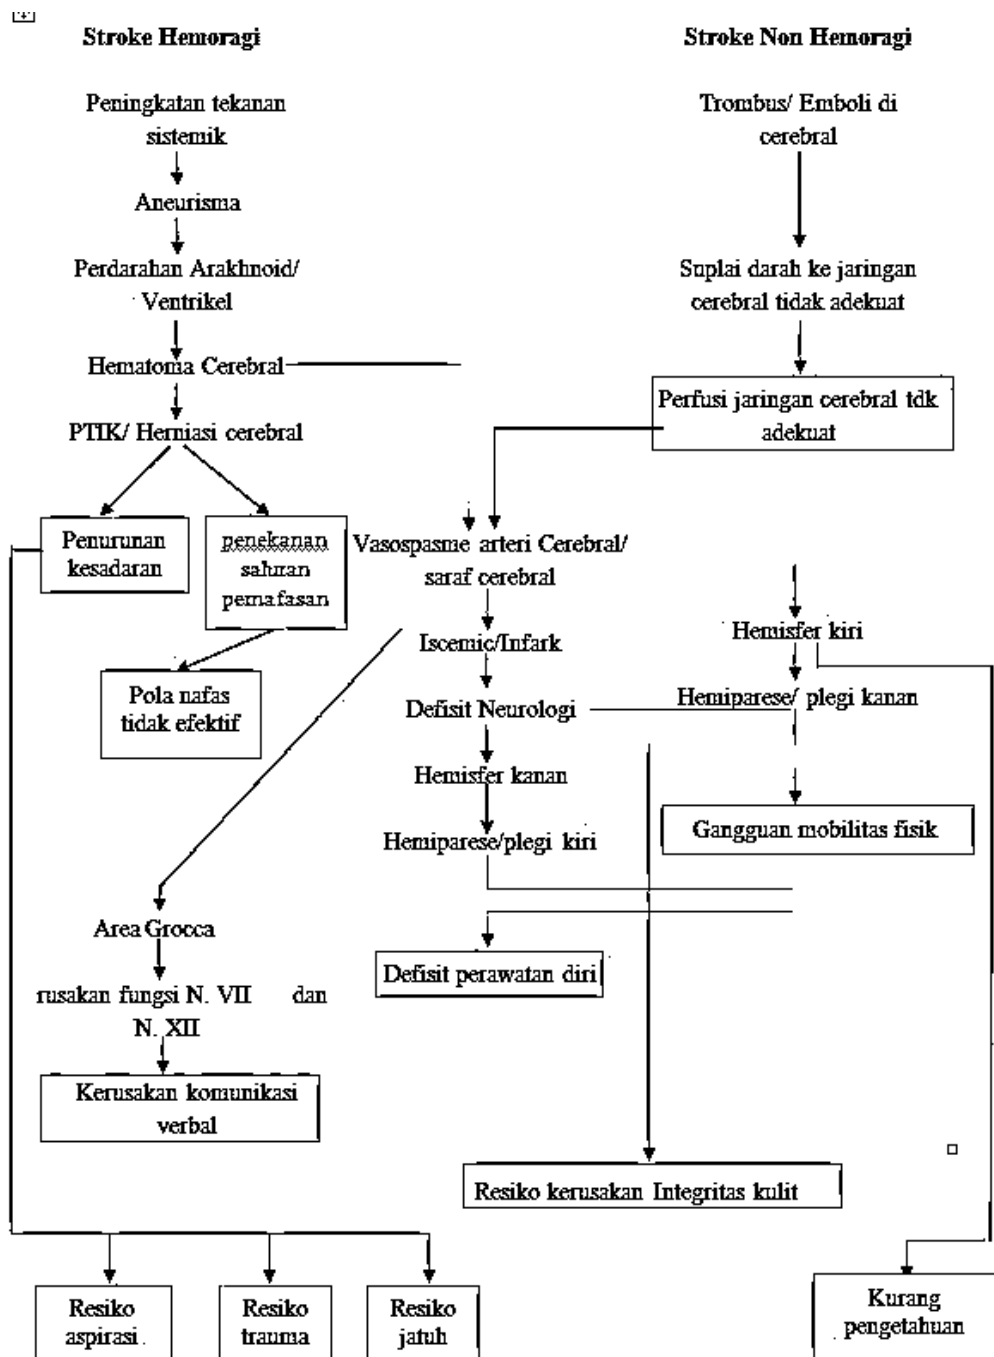 Stroke Hemoragi
Stroke Non Hemoragi
Peningkatan tekanan
sistemik
Trombus/ Emboli di
cerebral
Aneurisma
Perdarahan Arakhnoid/
Ventrikel
Suplai darah ke jaringan
cerebral tidak adekuat
Hematoma Cerebral
PTIK/ Herniasi cerebral
Perfusi jaringan cerebral tdk
adekuat
Penurunan
kesadaran
penekanan
saluran
pernafasan
Vasospasme arteri Cerebral/
saraf cerebral
Iscemic/Infark
Hemisfer kiri
Pola nafas
tidak efektif
Defisit Neurologi
Hemiparese/ plegi kanan
Hemisfer kanan
Hemiparese/plegi kiri
Gangguan mobilitas fisik
Area Grocca
Defisit perawatan diri
rusakan fungsi N. VII dan
N. XII
Kerusakan komunikasi
verbal
Resiko kerusakan Integritas kulit
Resiko
aspirasi
Resiko
trauma
Resiko
jatuh
Kurang
pengetahuan